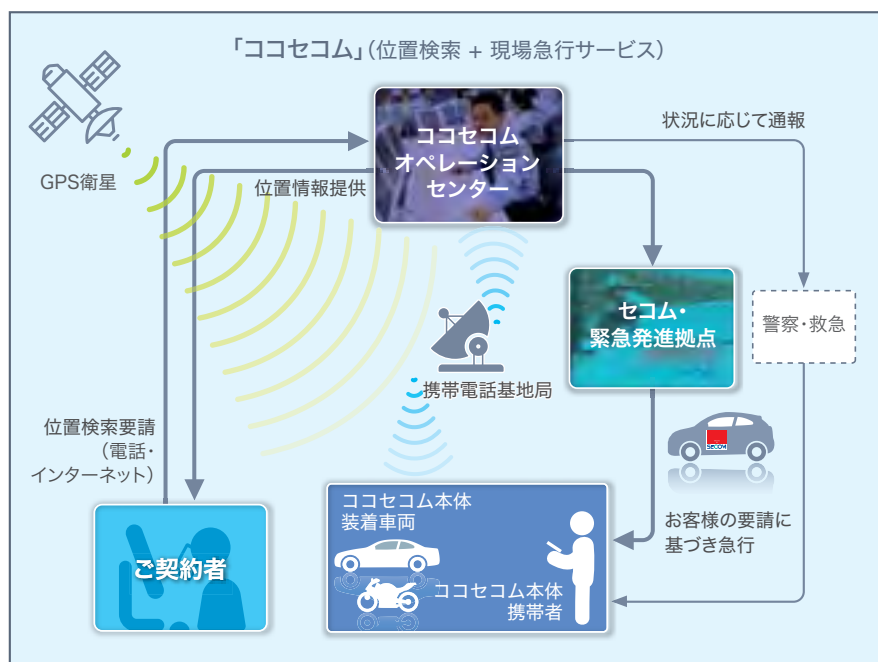 「ココセコム」（位置検索 + 現場急行サービス）
GPS衛星
ココセコム
オペレーション
センター
状況に応じて通報
位置情報提供
セコム・
緊急発進拠点
警察・救急
携帯電話基地局
位置検索要請
（電話・
インターネット）
SECOM
お客様の要請に
基づき急行
ご契約者
ココセコム本体
装着車両
ココセコム本体
携帯者